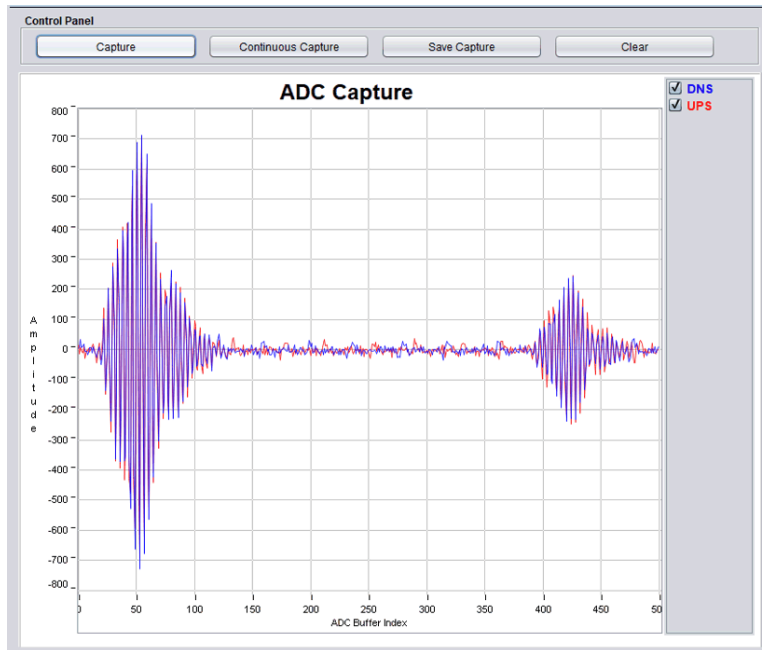 Control Panel
Capture Continuous Capture Save Capture Clear
ADC Capture
DNS
UPS
800
700
600
500
400
300
200
100
0
-100
-200
-300
-400
-500
-600
-700
-800
Amplitude
0 50 100 150 200 250 300 350 400 450 50
ADC Buffer Index